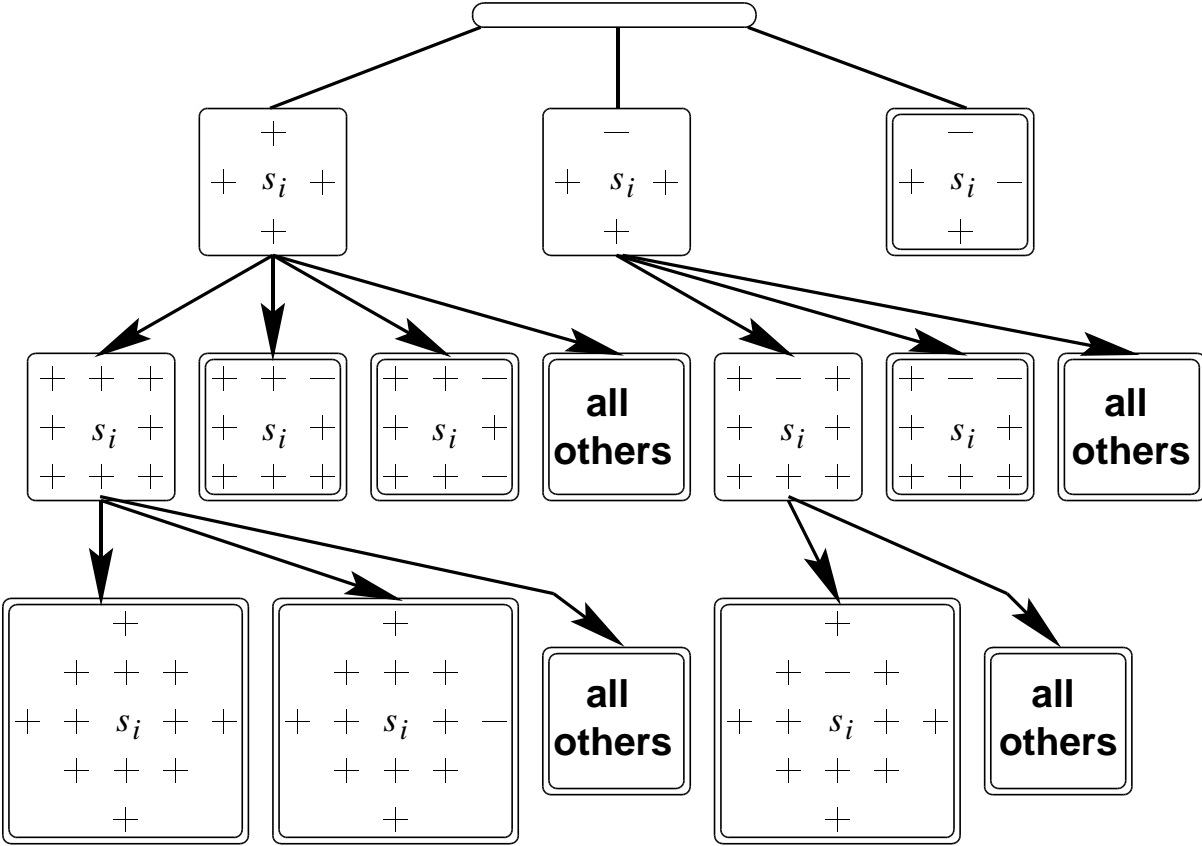 +
+ s_i +
+
—
+ s_i +
+
—
+ s_i —
+
+ + +
+ s_i +
+ + +
+ + —
+ s_i +
+ + +
+ + —
+ s_i +
+ + —
all
others
+ — +
+ s_i +
+ + +
+ — —
+ s_i +
+ + +
all
others
+
+ + +
+ + s_i + +
+ + +
+
+
+ + +
+ + s_i + —
+ + +
+
all
others
+
+ — +
+ + s_i + +
+ + +
+
all
others